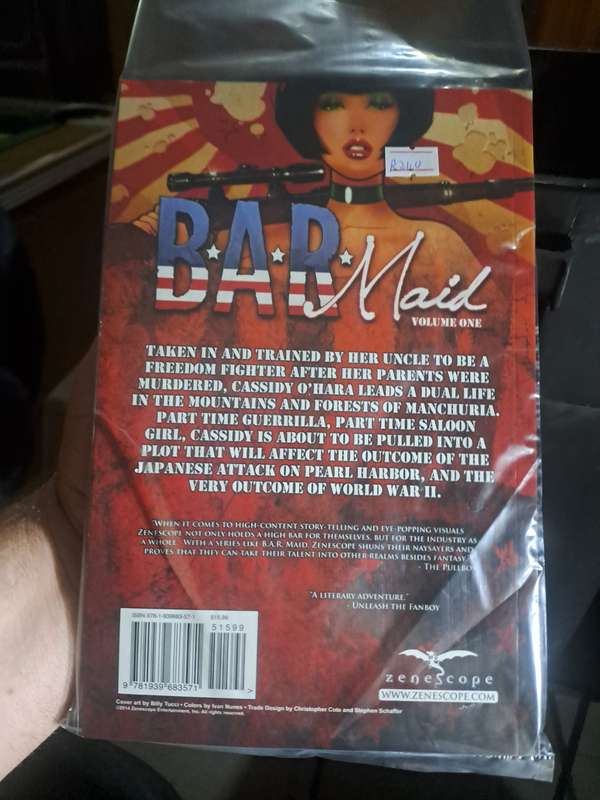 R244
B★A★R★ Maid
VOLUME ONE
TAKEN IN AND TRAINED BY HER UNCLE TO BE A
FREEDOM FIGHTER AFTER HER PARENTS WERE
MURDERED, CASSIDY O'HARA LEADS A DUAL LIFE
IN THE MOUNTAINS AND FORESTS OF MANCHURIA.
PART TIME GUERRILLA, PART TIME SALOON
GIRL, CASSIDY IS ABOUT TO BE PULLED INTO A
PLOT THAT WILL AFFECT THE OUTCOME OF THE
JAPANESE ATTACK ON PEARL HARBOR, AND THE
VERY OUTCOME OF WORLD WAR II.
"WHEN IT COMES TO HIGH-CONTENT STORY-TELLING AND EYE-POPPING VISUALS
ZENESCOPE NOT ONLY HOLDS A HIGH BAR FOR THEMSELVES, BUT FOR THE INDUSTRY AS
A WHOLE. WITH A SERIES LIKE B.A.R. MAID, ZENESCOPE SHUNS THEIR NAYSAYERS AND
PROVES THAT THEY CAN TAKE THEIR TALENT INTO OTHER REALMS BESIDES FANTASY."
- THE PULLBOX
"A LITERARY ADVENTURE."
- UNLEASH THE FANBOY
ISBN 978-1-939683-57-1 $15.99
51599
9 781939 683571 >
zenescope
WWW.ZENESCOPE.COM
Cover art by Billy Tucci • Colors by Ivan Nunes • Trade Design by Christopher Cote and Stephen Schaffer
©2014 Zenescope Entertainment, Inc. All rights reserved.